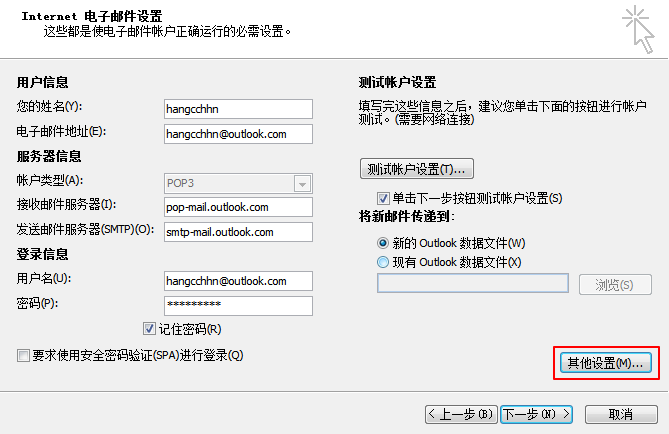 Internet 电子邮件设置
这些都是使电子邮件帐户正确运行的必需设置。
用户信息
您的姓名(Y):
hangcchhn
电子邮件地址(E):
hangcchhn@outlook.com
服务器信息
帐户类型(A):
POP3
接收邮件服务器(I):
pop-mail.outlook.com
发送邮件服务器(SMTP)(O):
smtp-mail.outlook.com
登录信息
用户名(U):
hangcchhn@outlook.com
密码(P):
*********
记住密码(R)
要求使用安全密码验证(SPA)进行登录(Q)
测试帐户设置
填写完这些信息之后，建议您单击下面的按钮进行帐户
测试。(需要网络连接)
测试帐户设置(T)...
单击下一步按钮测试帐户设置(S)
将新邮件传递到:
新的 Outlook 数据文件(W)
现有 Outlook 数据文件(X)
浏览(S)
其他设置(M)...
< 上一步(B)
下一步(N) >
取消